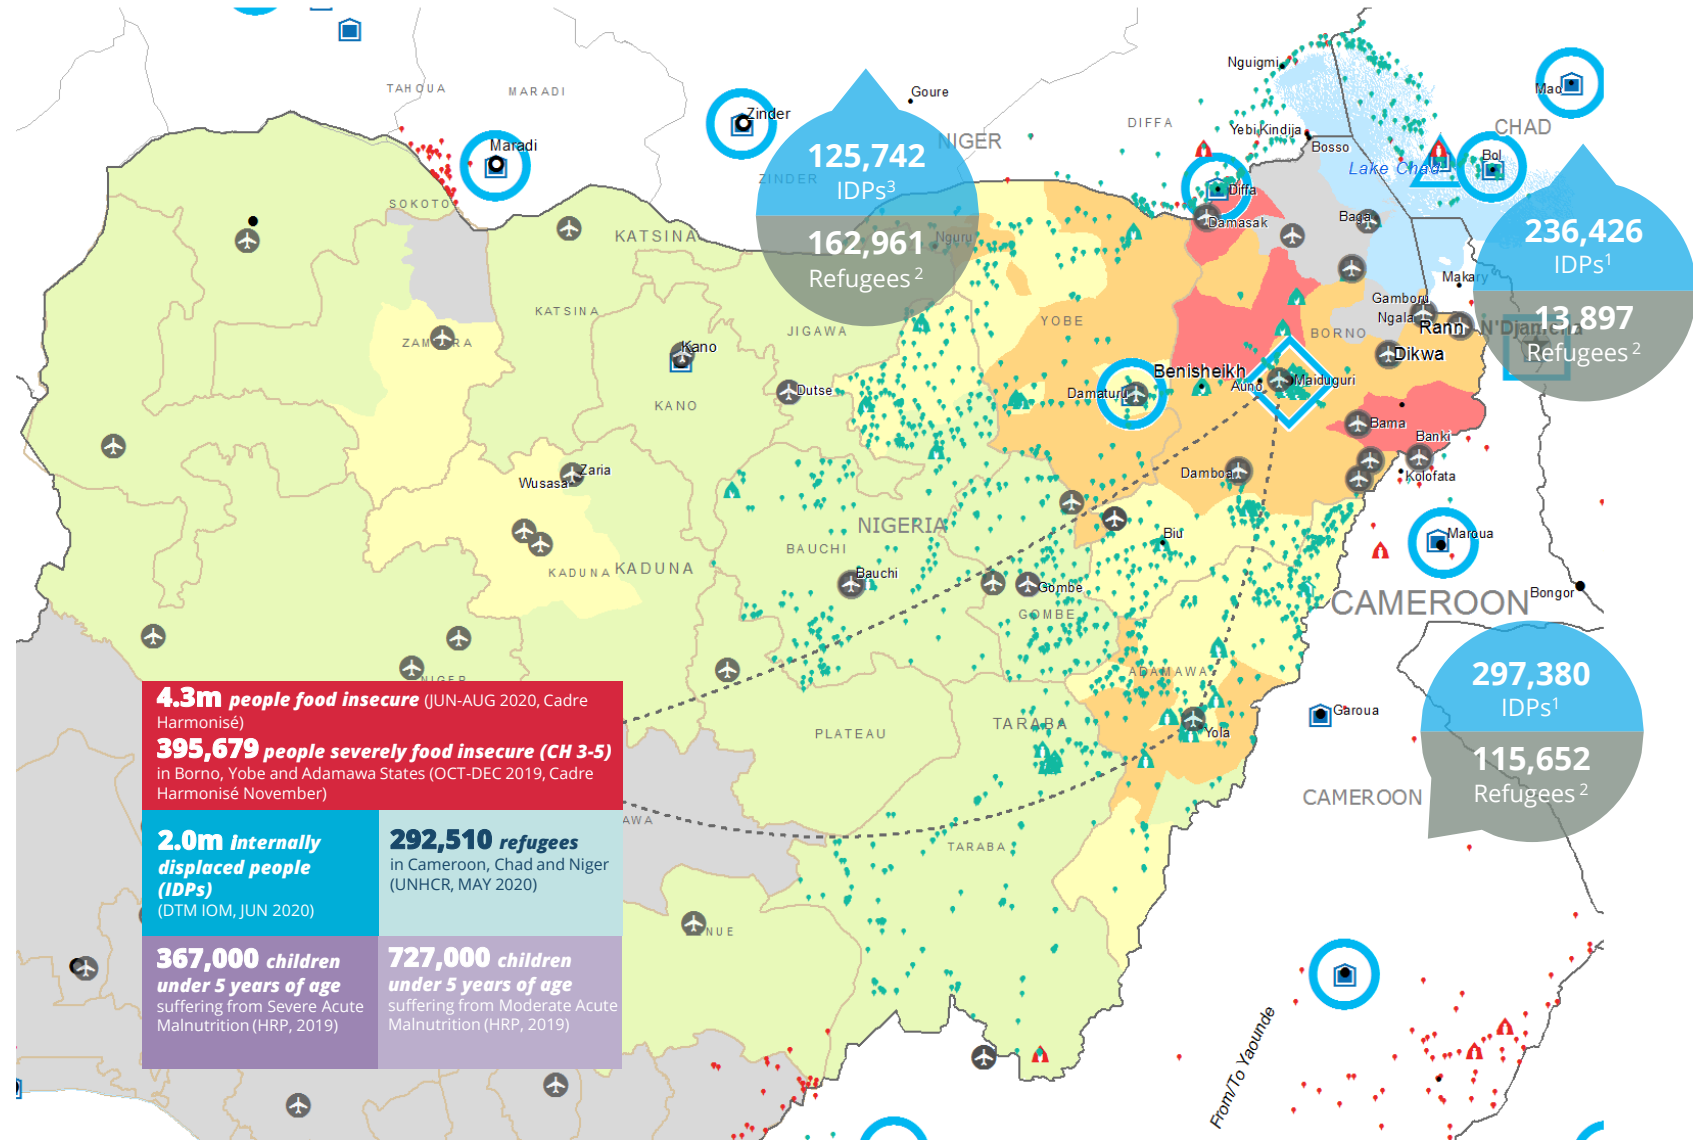 TAHOUA
MARADI
Maradi
Zinder
Goure
NIGER
DIFFA
ZINDER
Nguigmi
Yebi Kindija
Bosso
Mao
CHAD
Bol
Lake Chad
125,742
IDPs3
162,961
Refugees 2
SOKOTO
Diffa
Damasak
Baga
236,426
IDPs1
13,897
Refugees 2
N'Djamena
KATSINA
Nguru
Makary
Gamboru
Ngala
Rann
KATSINA
JIGAWA
YOBE
BORNO
ZAMFARA
Kano
Dikwa
Benisheikh
Auno
Maiduguri
Dutse
Damaturu
KANO
Bama
Banki
Zaria
Wusasa
Damboa
Kolofata
NIGERIA
Biu
Maroua
BAUCHI
KADUNA
KADUNA
Bauchi
Gombe
GOMBE
CAMEROON
Bongor
NIGER
ADAMAWA
297,380
IDPs1
115,652
Refugees 2
TARABA
PLATEAU
Yola
Garoua
CAMEROON
4.3m people food insecure (JUN-AUG 2020, Cadre
Harmonisé)
395,679 people severely food insecure (CH 3-5)
in Borno, Yobe and Adamawa States (OCT-DEC 2019, Cadre
Harmonisé November)
AWA
TARABA
2.0m internally
displaced people
(IDPs)
(DTM IOM, JUN 2020)
292,510 refugees
in Cameroon, Chad and Niger
(UNHCR, MAY 2020)
NUE
367,000 children
under 5 years of age
suffering from Severe Acute
Malnutrition (HRP, 2019)
727,000 children
under 5 years of age
suffering from Moderate Acute
Malnutrition (HRP, 2019)
From/To Yaounde